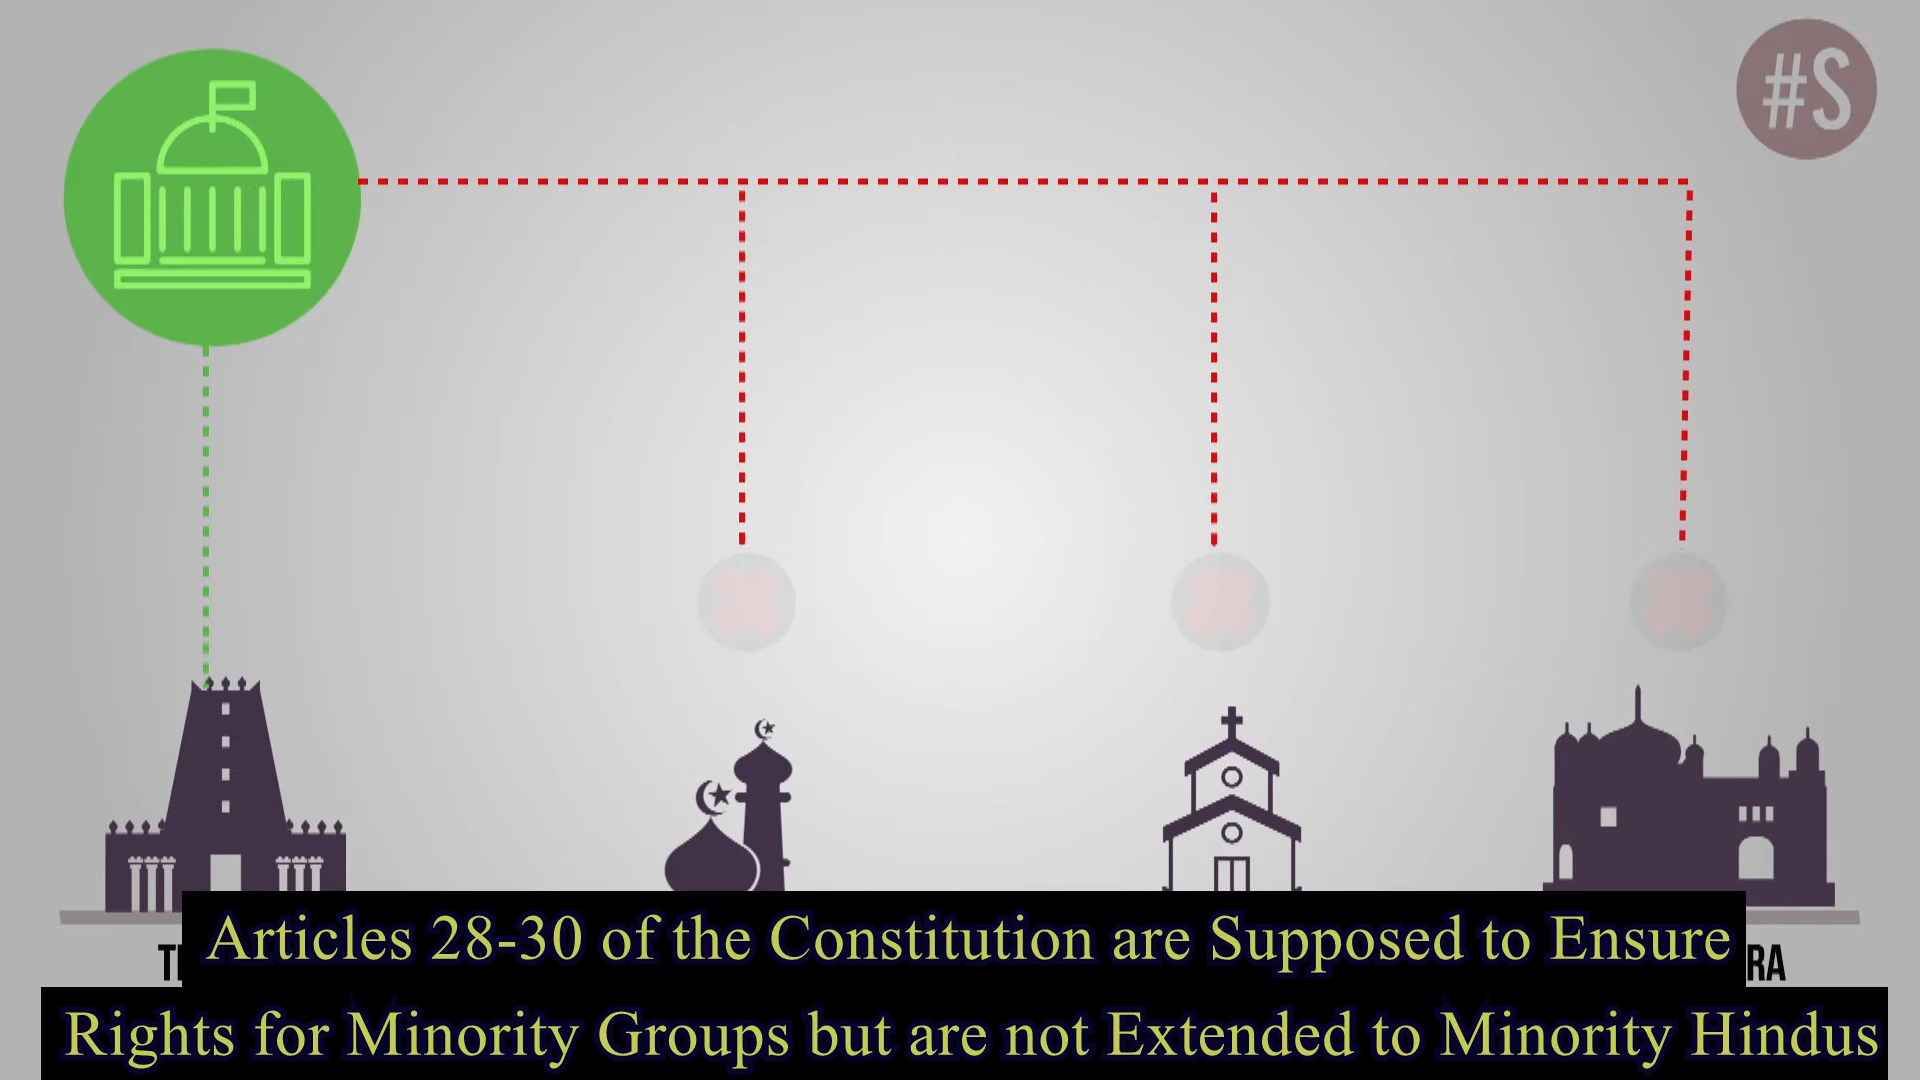 #S
Articles 28-30 of the Constitution are Supposed to Ensure
Rights for Minority Groups but are not Extended to Minority Hindus